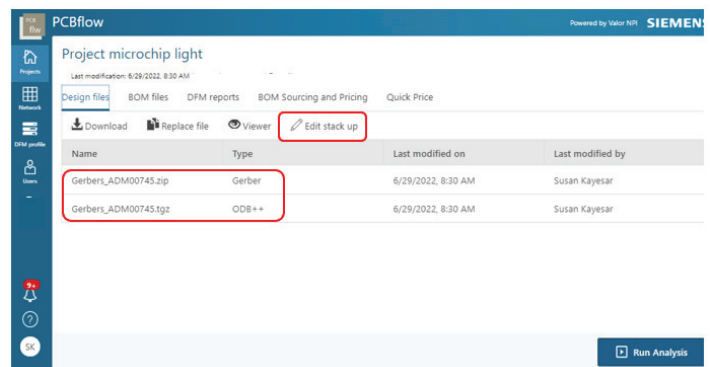 PCB
flow
PCBflow
Powered by Valor NPI SIEMENS
Projects
Network
DFM profile
Users
9+
?
SK
Project microchip light
Last modification: 6/29/2022, 8:30 AM
Design files BOM files DFM reports BOM Sourcing and Pricing Quick Price
Download Replace file Viewer Edit stack up
Name Type Last modified on Last modified by
Gerbers_ADM00745.zip Gerber 6/29/2022, 8:30 AM Susan Kayesar
Gerbers_ADM00745.tgz ODB++ 6/29/2022, 8:30 AM Susan Kayesar
Run Analysis